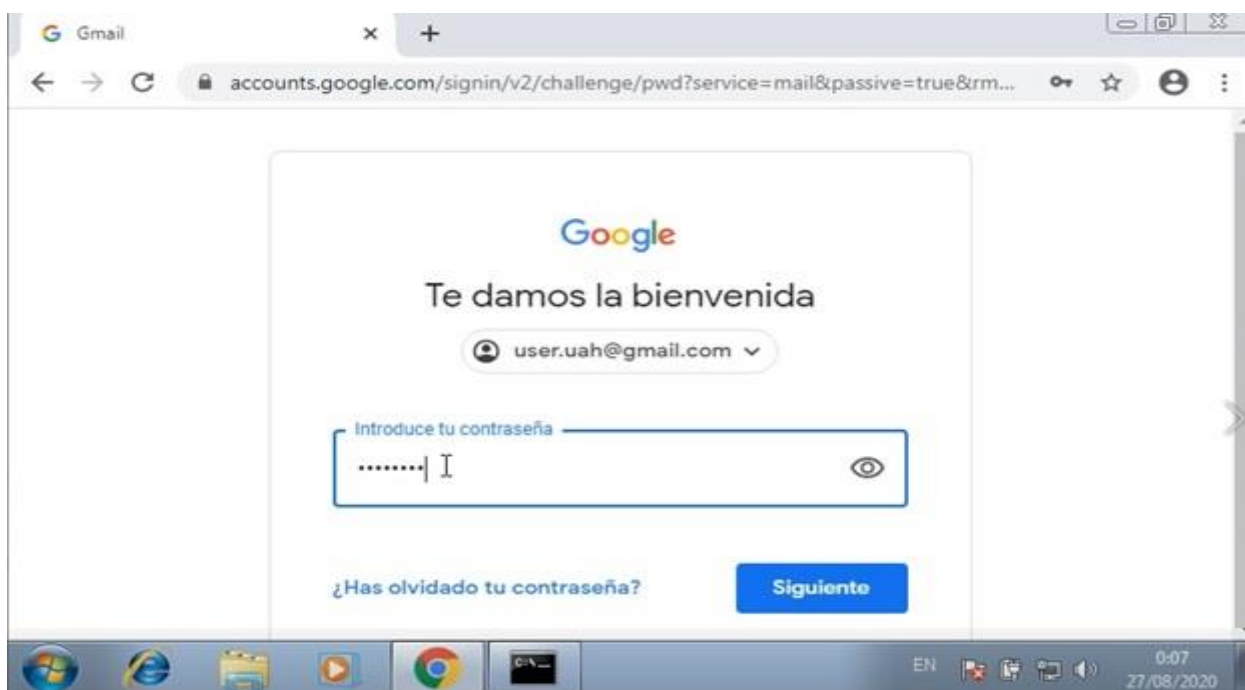 Gmail
accounts.google.com/signin/v2/challenge/pwd?service=mail&passive=true&rm...
Google
Te damos la bienvenida
user.uah@gmail.com
Introduce tu contraseña
••••••••
¿Has olvidado tu contraseña?
Siguiente
EN
0:07
27/08/2020